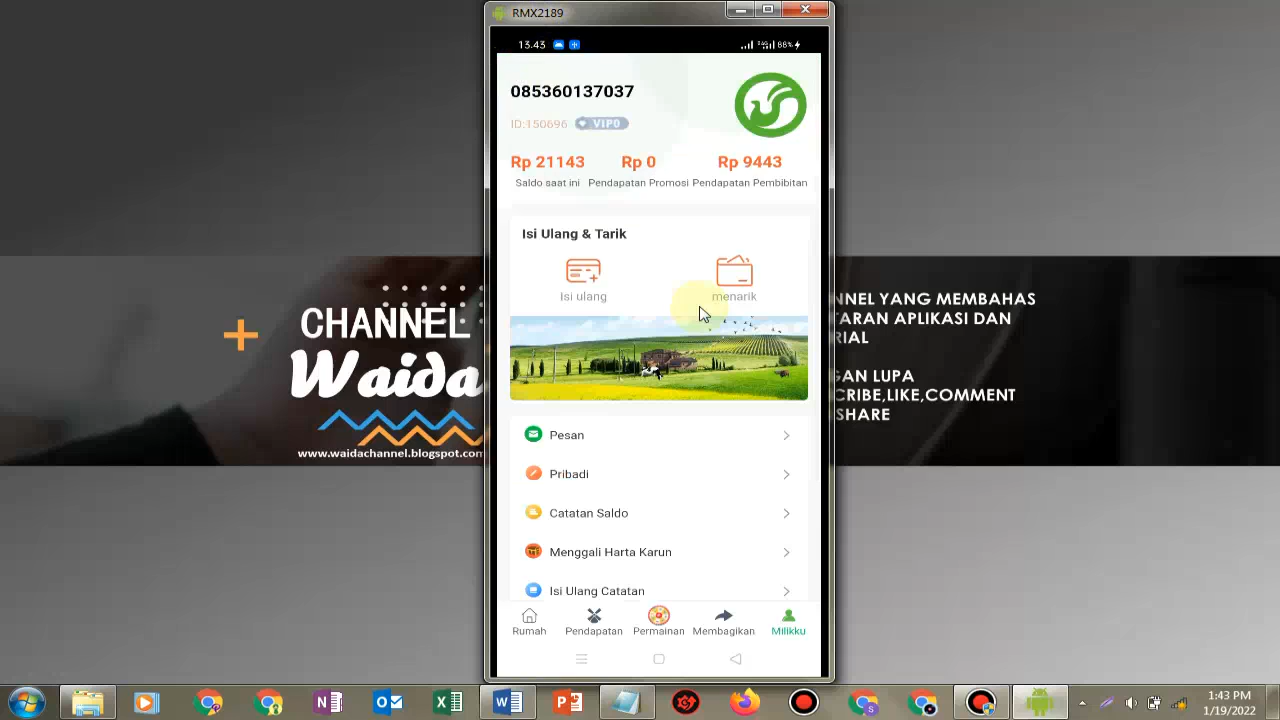 RMX2189
13.43
88%
085360137037
ID:150696 VIP0
Rp 21143 Rp 0 Rp 9443
Saldo saat ini Pendapatan Promosi Pendapatan Pembibitan
Isi Ulang & Tarik
Isi ulang menarik
Pesan
Pribadi
Catatan Saldo
Menggali Harta Karun
Isi Ulang Catatan
Rumah Pendapatan Permainan Membagikan Milikku
CHANNEL
Waida
www.waidachannel.blogspot.com
NNEL YANG MEMBAHAS
TARAN APLIKASI DAN
RIAL
GAN LUPA
CRIBE,LIKE,COMMENT
SHARE
1:43 PM
1/19/2022